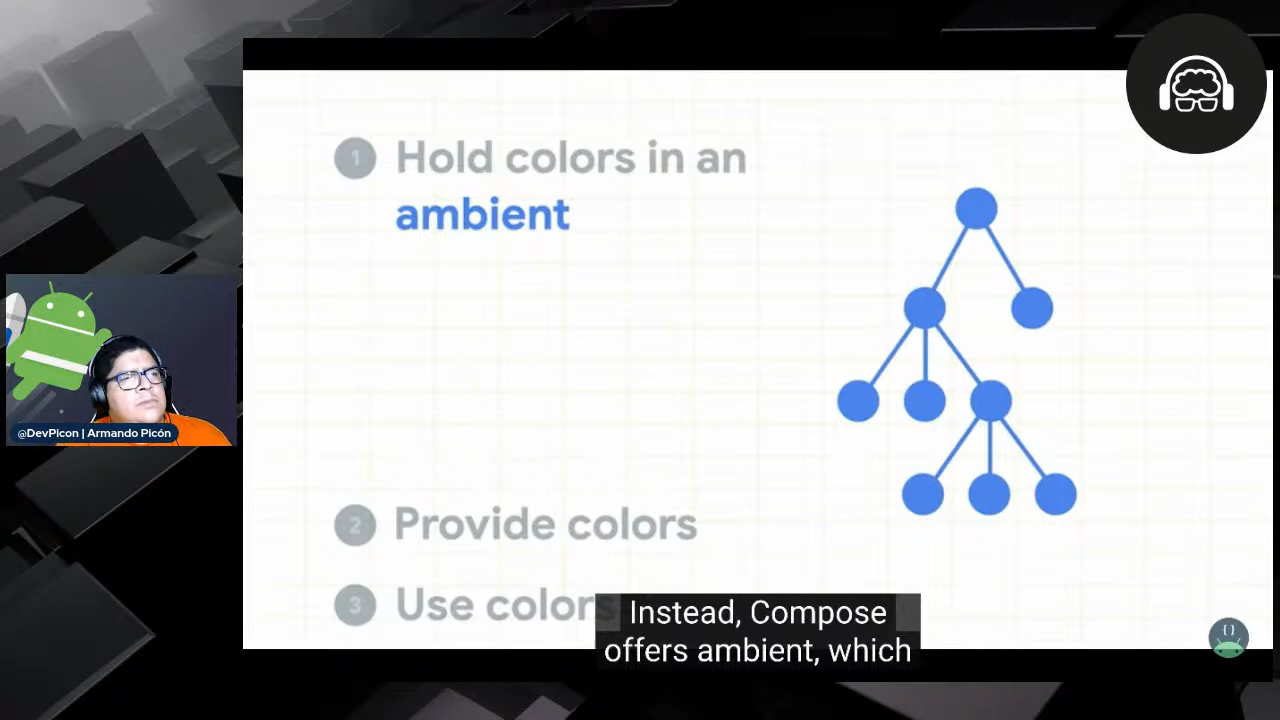 1 Hold colors in an
ambient
2 Provide colors
3 Use colors
Instead, Compose
offers ambient, which
@DevPicon | Armando Picón
{ }